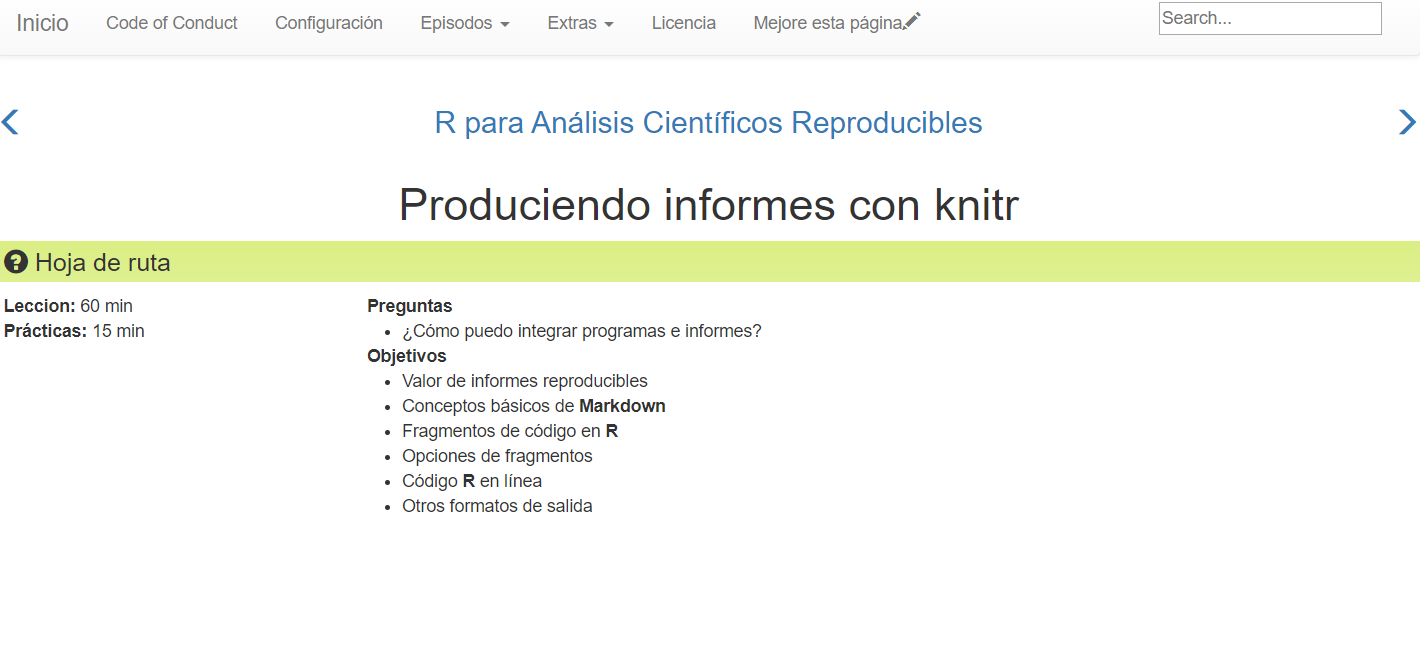 Inicio Code of Conduct Configuración Episodos Extras Licencia Mejore esta página Search...
R para Análisis Científicos Reproducibles
Produciendo informes con knitr
Hoja de ruta
Leccion: 60 min
Prácticas: 15 min
Preguntas
¿Cómo puedo integrar programas e informes?
Objetivos
Valor de informes reproducibles
Conceptos básicos de Markdown
Fragmentos de código en R
Opciones de fragmentos
Código R en línea
Otros formatos de salida